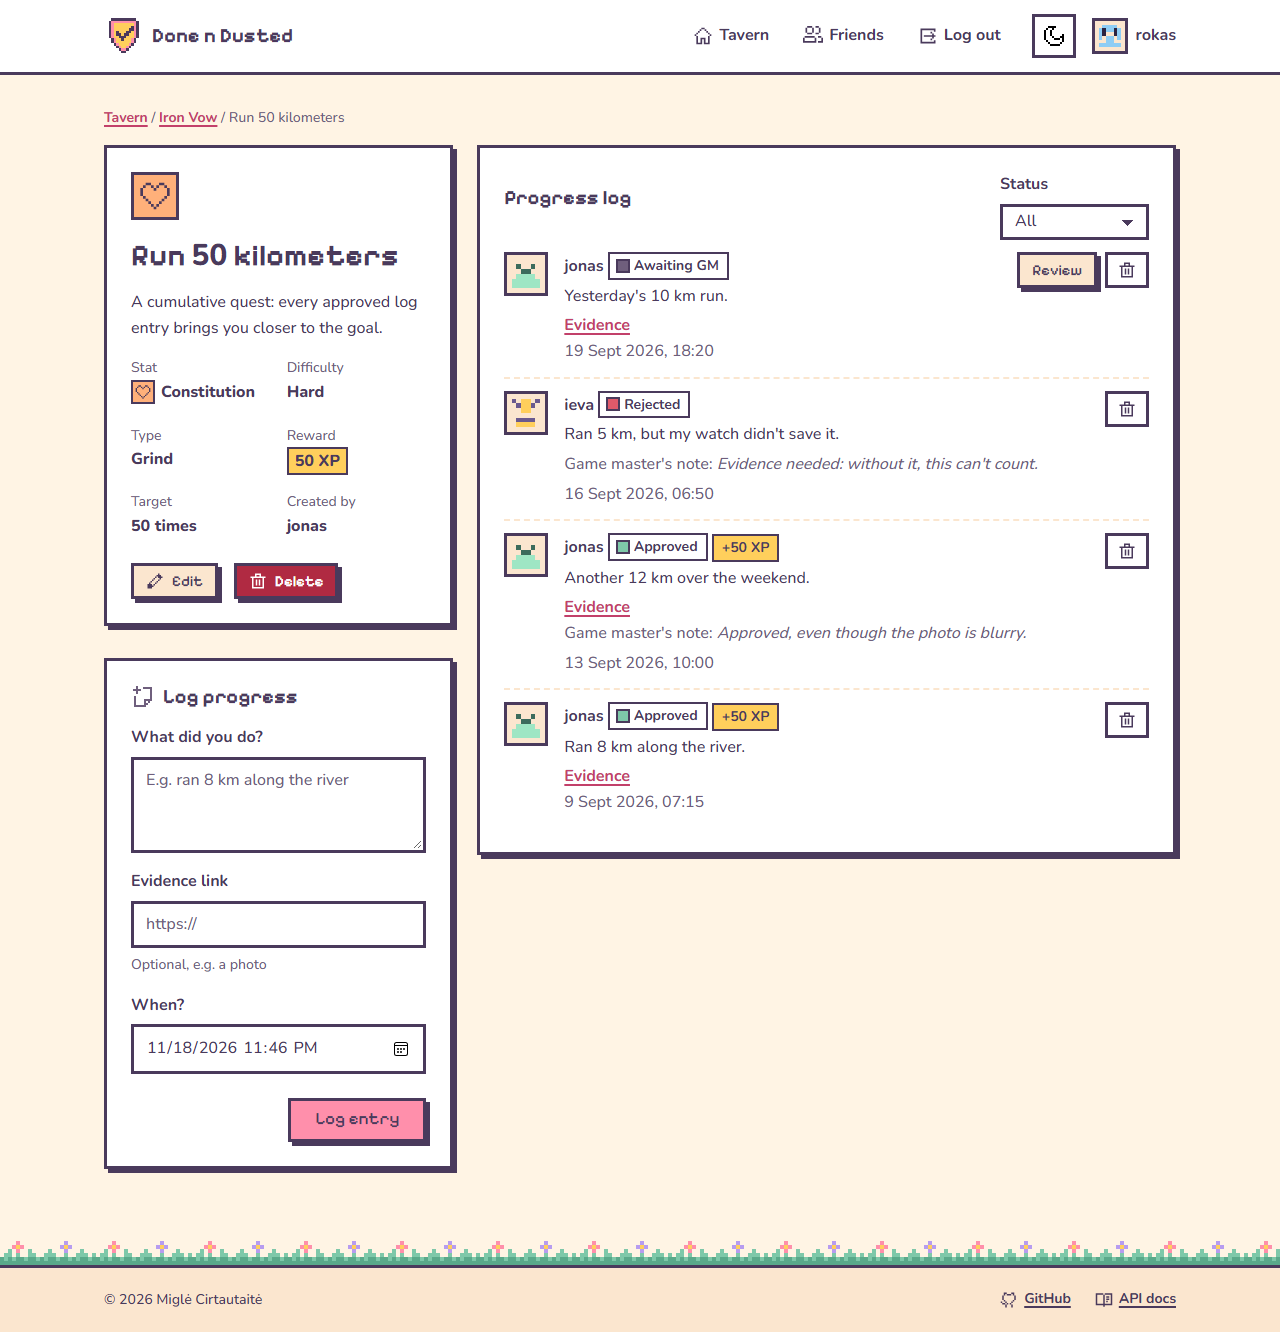 Done n Dusted
Tavern
Friends
Log out
rokas
Tavern / Iron Vow / Run 50 kilometers
Run 50 kilometers
A cumulative quest: every approved log
entry brings you closer to the goal.
Stat
Difficulty
Constitution
Hard
Type
Reward
Grind
50 XP
Target
Created by
50 times
jonas
Edit
Delete
Log progress
What did you do?
E.g. ran 8 km along the river
Evidence link
https://
Optional, e.g. a photo
When?
11/18/2026 11:46 PM
Log entry
Progress log
Status
All
jonas Awaiting GM
Review
Yesterday's 10 km run.
Evidence
19 Sept 2026, 18:20
ieva Rejected
Ran 5 km, but my watch didn't save it.
Game master's note: Evidence needed: without it, this can't count.
16 Sept 2026, 06:50
jonas Approved +50 XP
Another 12 km over the weekend.
Evidence
Game master's note: Approved, even though the photo is blurry.
13 Sept 2026, 10:00
jonas Approved +50 XP
Ran 8 km along the river.
Evidence
9 Sept 2026, 07:15
© 2026 Miglė Cirtautaitė
GitHub
API docs